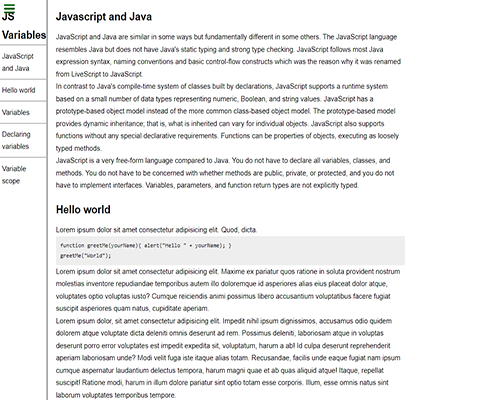 JS
Variables
JavaScript
and Java
Hello world
Variables
Declaring
variables
Variable
scope
Javascript and Java
JavaScript and Java are similar in some ways but fundamentally different in some others. The JavaScript language
resembles Java but does not have Java's static typing and strong type checking. JavaScript follows most Java
expression syntax, naming conventions and basic control-flow constructs which was the reason why it was renamed
from LiveScript to JavaScript.
In contrast to Java's compile-time system of classes built by declarations, JavaScript supports a runtime system
based on a small number of data types representing numeric, Boolean, and string values. JavaScript has a
prototype-based object model instead of the more common class-based object model. The prototype-based model
provides dynamic inheritance; that is, what is inherited can vary for individual objects. JavaScript also supports
functions without any special declarative requirements. Functions can be properties of objects, executing as loosely
typed methods.
JavaScript is a very free-form language compared to Java. You do not have to declare all variables, classes, and
methods. You do not have to be concerned with whether methods are public, private, or protected, and you do not
have to implement interfaces. Variables, parameters, and function return types are not explicitly typed.
Hello world
Lorem ipsum dolor sit amet consectetur adipisicing elit. Quod, dicta.
function greetMe(yourName){ alert("Hello " + yourName); }
greetMe("World");
Lorem ipsum dolor sit amet consectetur adipisicing elit. Maxime ex pariatur quos ratione in soluta provident nostrum
molestias inventore repudiandae temporibus autem illo doloremque id asperiores alias eius placeat dolor atque,
voluptates optio voluptas iusto? Cumque reiciendis animi possimus libero accusantium voluptatibus facere fugiat
suscipit asperiores quam natus, cupiditate aperiam.
Lorem ipsum dolor, sit amet consectetur adipisicing elit. Impedit nihil ipsum dignissimos, accusamus odio quidem
dolorem atque voluptate dicta deleniti omnis deserunt ad rem. Possimus deleniti, laboriosam atque in voluptas
deserunt porro error voluptates est impedit expedita sit, voluptatum, harum a ab! Id culpa deserunt reprehenderit
aperiam laboriosam unde? Modi velit fuga iste itaque alias totam. Recusandae, facilis unde eaque fugiat nam ipsum
cumque aspernatur laudantium delectus tempora, harum magni quae et ab quas aliquid atque! Itaque, repellat
suscipit! Ratione modi, harum in illum dolore pariatur sint optio totam esse corporis. Illum, esse omnis natus sint
laborum voluptates temporibus tempore.